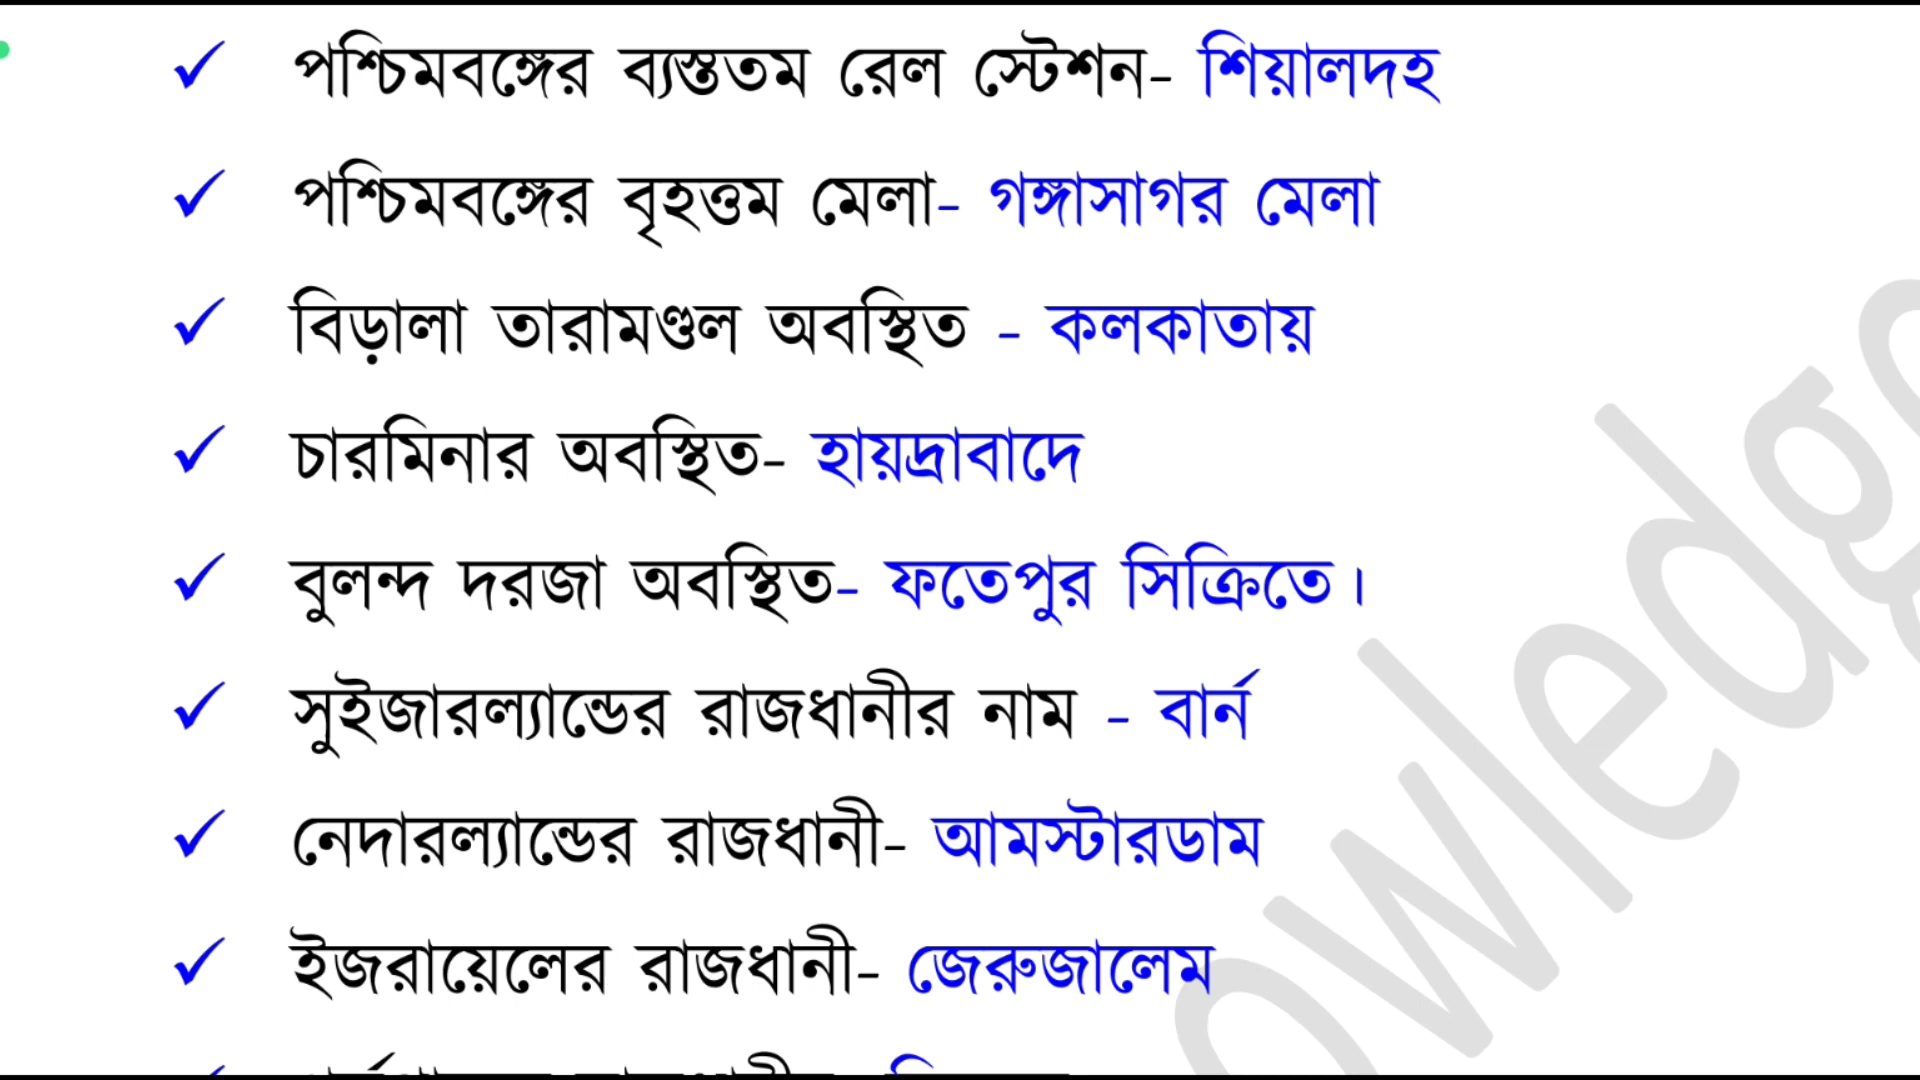 ✓ পশ্চিমবঙ্গের ব্যস্ততম রেল স্টেশন- শিয়ালদহ
✓ পশ্চিমবঙ্গের বৃহত্তম মেলা- গঙ্গাসাগর মেলা
✓ বিড়ালা তারামণ্ডল অবস্থিত - কলকাতায়
✓ চারমিনার অবস্থিত- হায়দ্রাবাদে
✓ বুলন্দ দরজা অবস্থিত- ফতেপুর সিক্রিতে।
✓ সুইজারল্যান্ডের রাজধানীর নাম - বার্ন
✓ নেদারল্যান্ডের রাজধানী- আমস্টারডাম
✓ ইজরায়েলের রাজধানী- জেরুজালেম